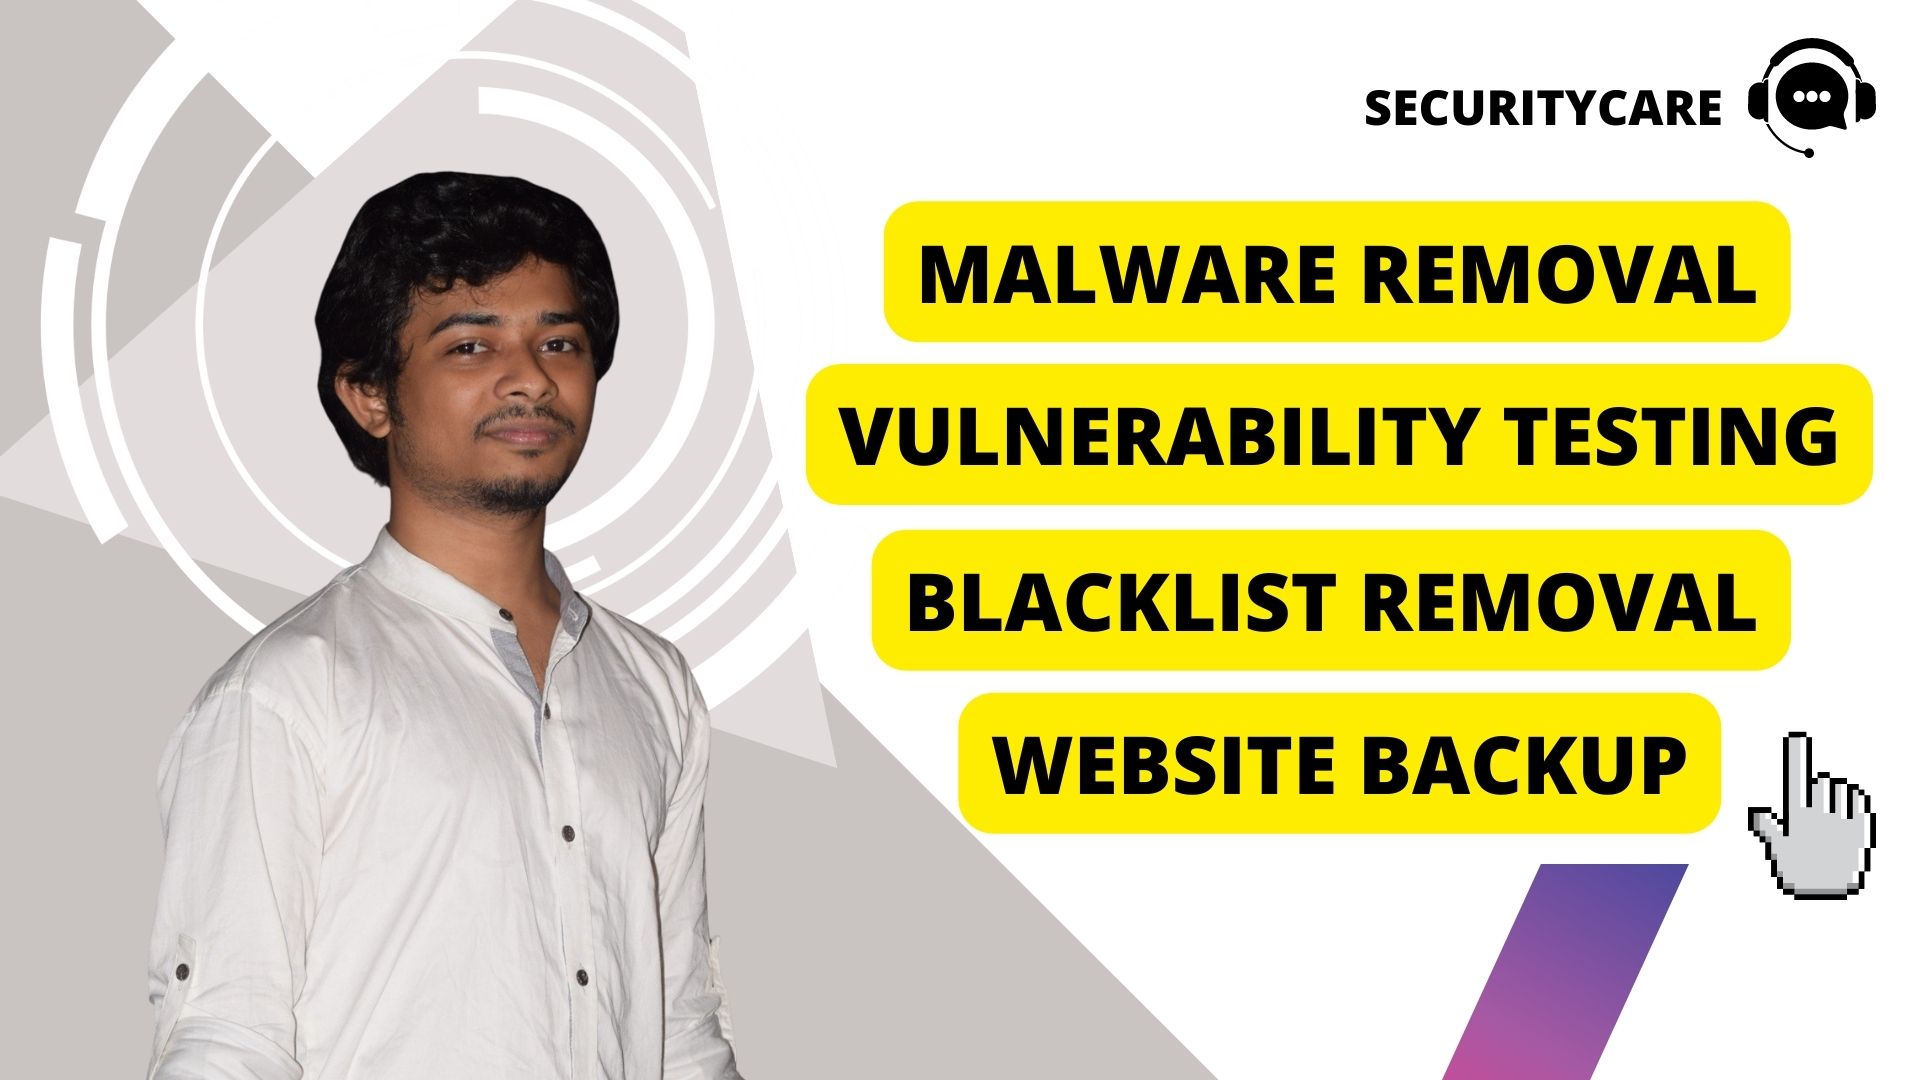 SECURITYCARE
MALWARE REMOVAL
VULNERABILITY TESTING
BLACKLIST REMOVAL
WEBSITE BACKUP